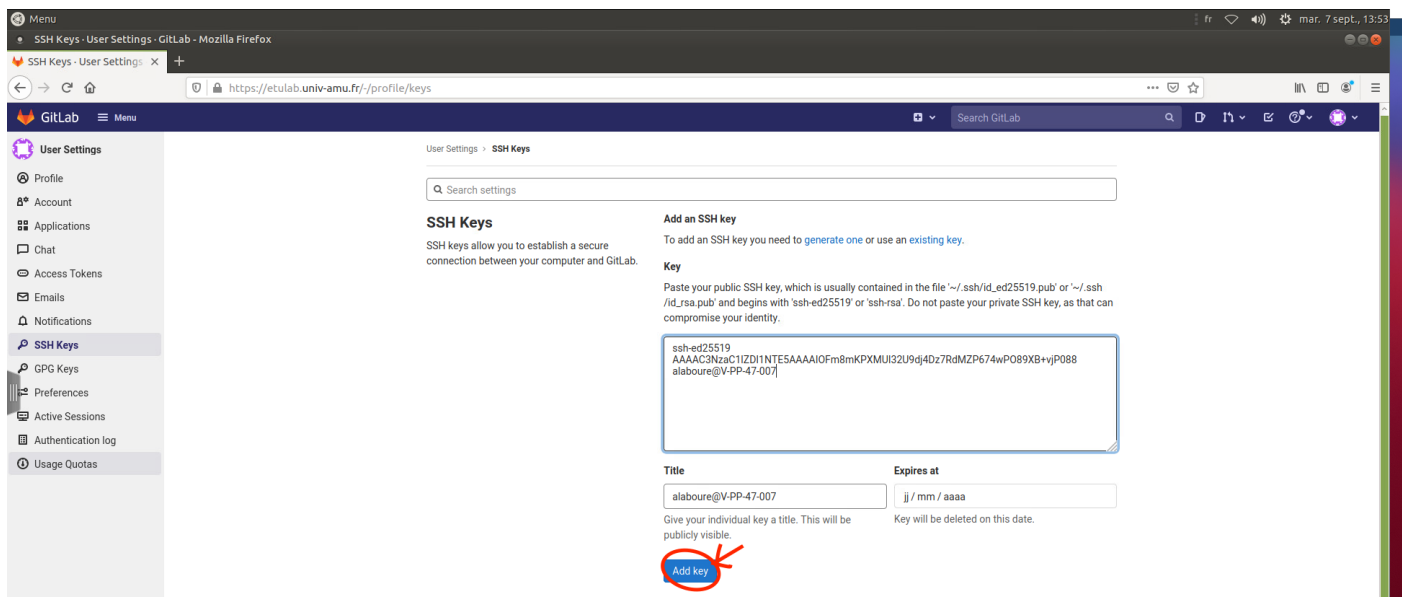 Menu
fr mar. 7 sept., 13:53
SSH Keys · User Settings · GitLab - Mozilla Firefox
SSH Keys · User Settings
https://etulab.univ-amu.fr/-/profile/keys
GitLab Menu
Search GitLab
User Settings
Profile
Account
Applications
Chat
Access Tokens
Emails
Notifications
SSH Keys
GPG Keys
Preferences
Active Sessions
Authentication log
Usage Quotas
User Settings > SSH Keys
Search settings
SSH Keys
SSH keys allow you to establish a secure
connection between your computer and GitLab.
Add an SSH key
To add an SSH key you need to generate one or use an existing key.
Key
Paste your public SSH key, which is usually contained in the file '~/.ssh/id_ed25519.pub' or '~/.ssh
/id_rsa.pub' and begins with 'ssh-ed25519' or 'ssh-rsa'. Do not paste your private SSH key, as that can
compromise your identity.
ssh-ed25519
AAAAC3NzaC1lZDI1NTE5AAAAIOFm8mKPXMUI32U9dj4Dz7RdMZP674wPO89XB+vjP088
alaboure@V-PP-47-007
Title
alaboure@V-PP-47-007
Give your individual key a title. This will be
publicly visible.
Expires at
jj / mm / aaaa
Key will be deleted on this date.
Add key